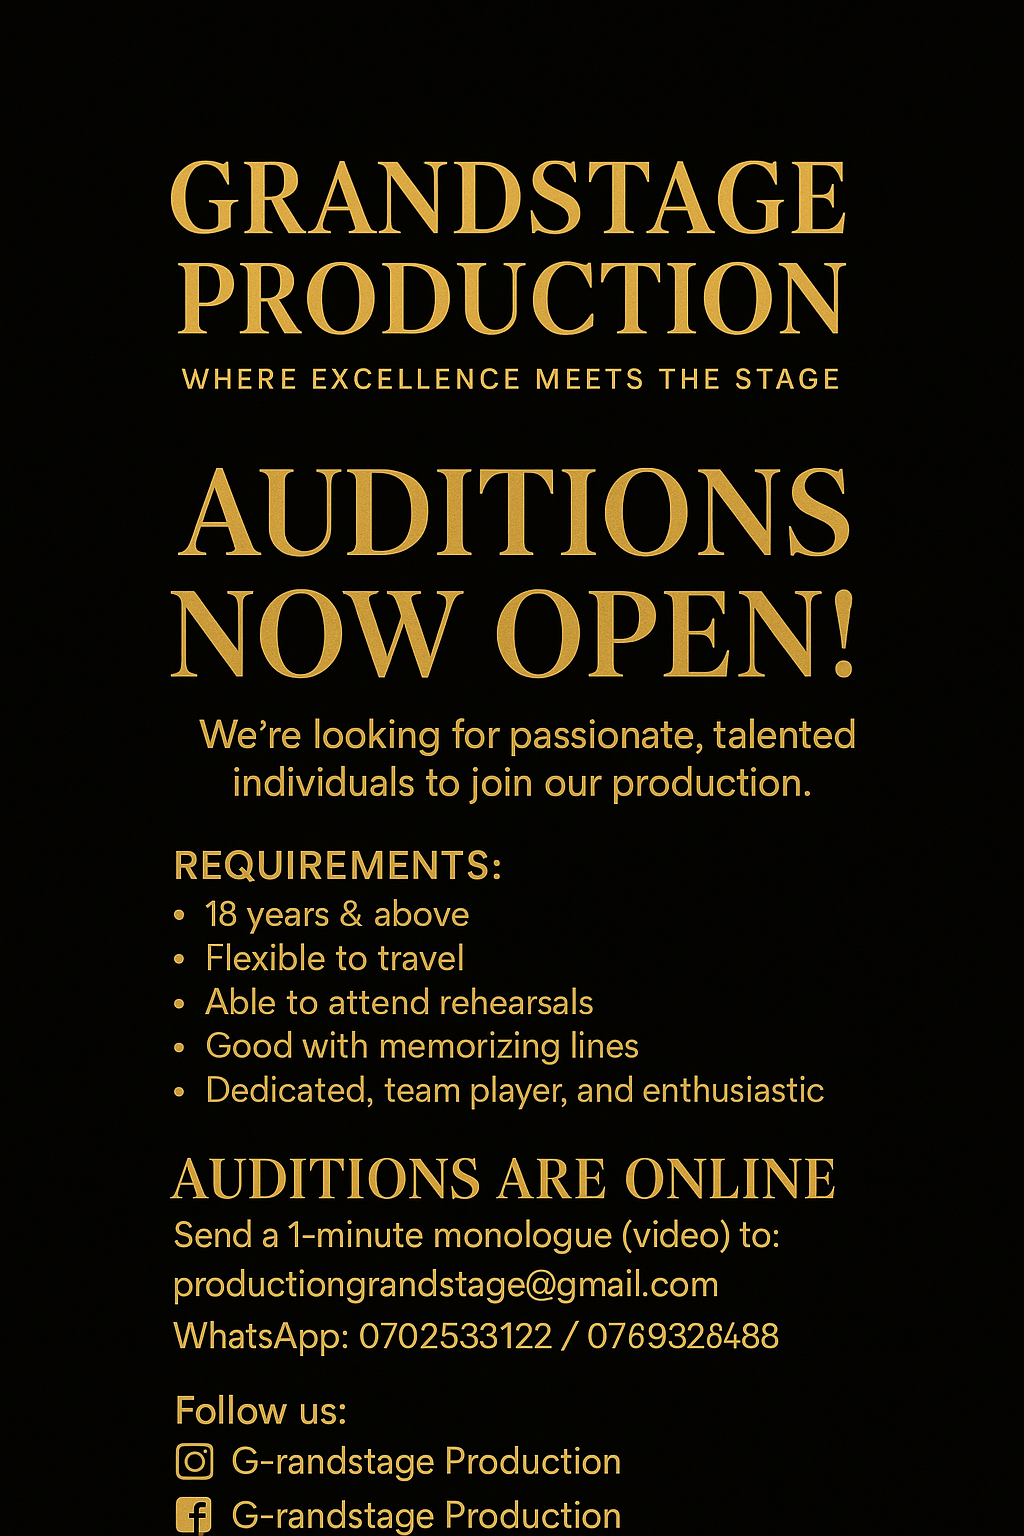 GRANDSTAGE
PRODUCTION
WHERE EXCELLENCE MEETS THE STAGE
AUDITIONS
NOW OPEN!
We’re looking for passionate, talented
individuals to join our production.
REQUIREMENTS:
• 18 years & above
• Flexible to travel
• Able to attend rehearsals
• Good with memorizing lines
• Dedicated, team player, and enthusiastic
AUDITIONS ARE ONLINE
Send a 1-minute monologue (video) to:
productiongrandstage@gmail.com
WhatsApp: 0702533122 / 0769328488
Follow us:
G-randstage Production
G-randstage Production